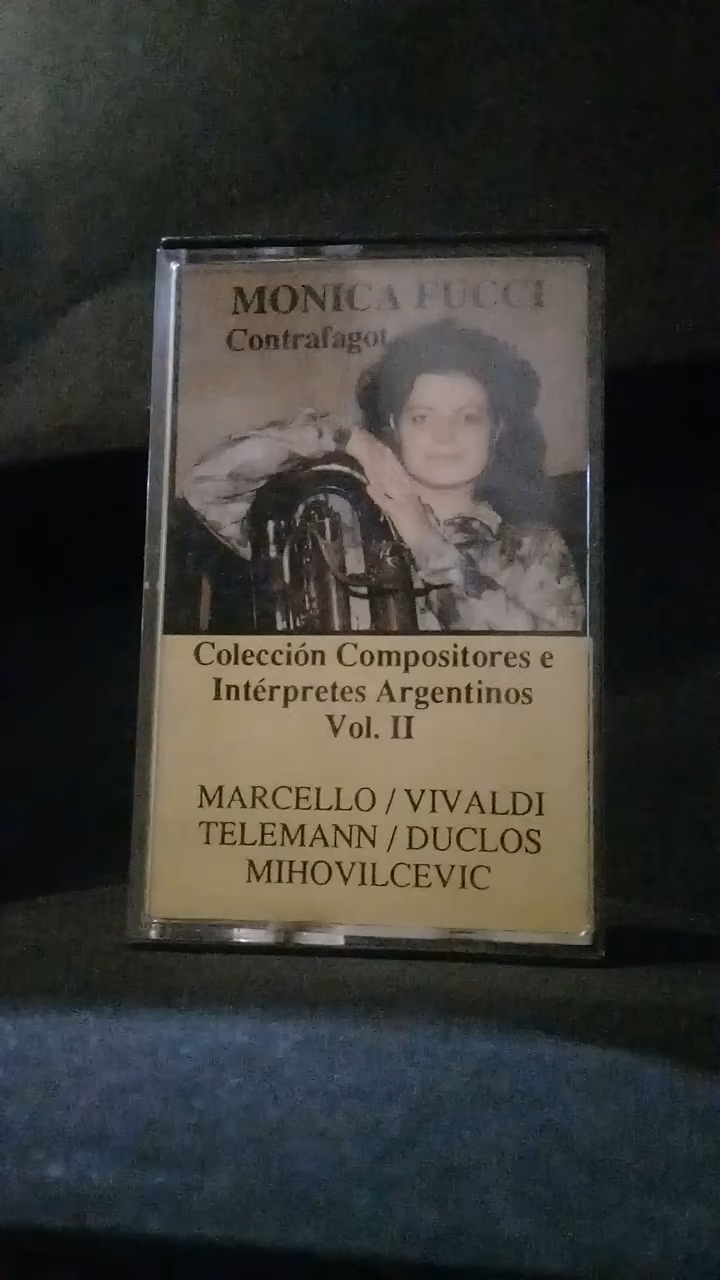 MONICA FUCCI
Contrafagot
Colección Compositores e
Intérpretes Argentinos
Vol. II
MARCELLO / VIVALDI
TELEMANN / DUCLOS
MIHOVILCEVIC